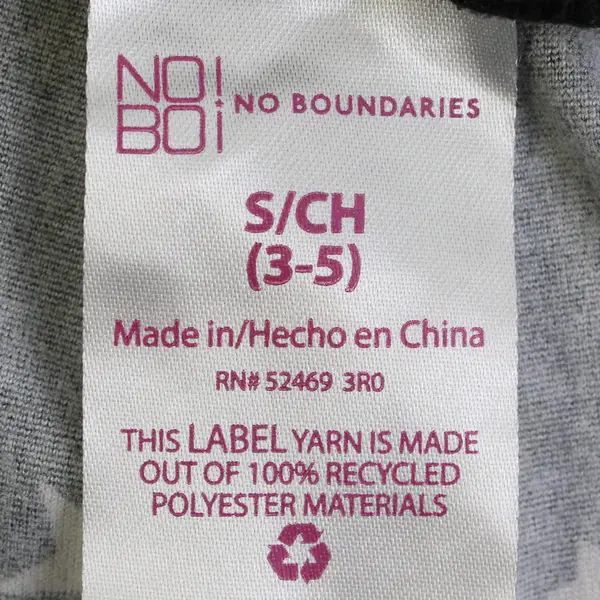 NO!
BO!
NO BOUNDARIES
S/CH
(3-5)
Made in/Hecho en China
RN# 52469 3R0
THIS LABEL YARN IS MADE
OUT OF 100% RECYCLED
POLYESTER MATERIALS